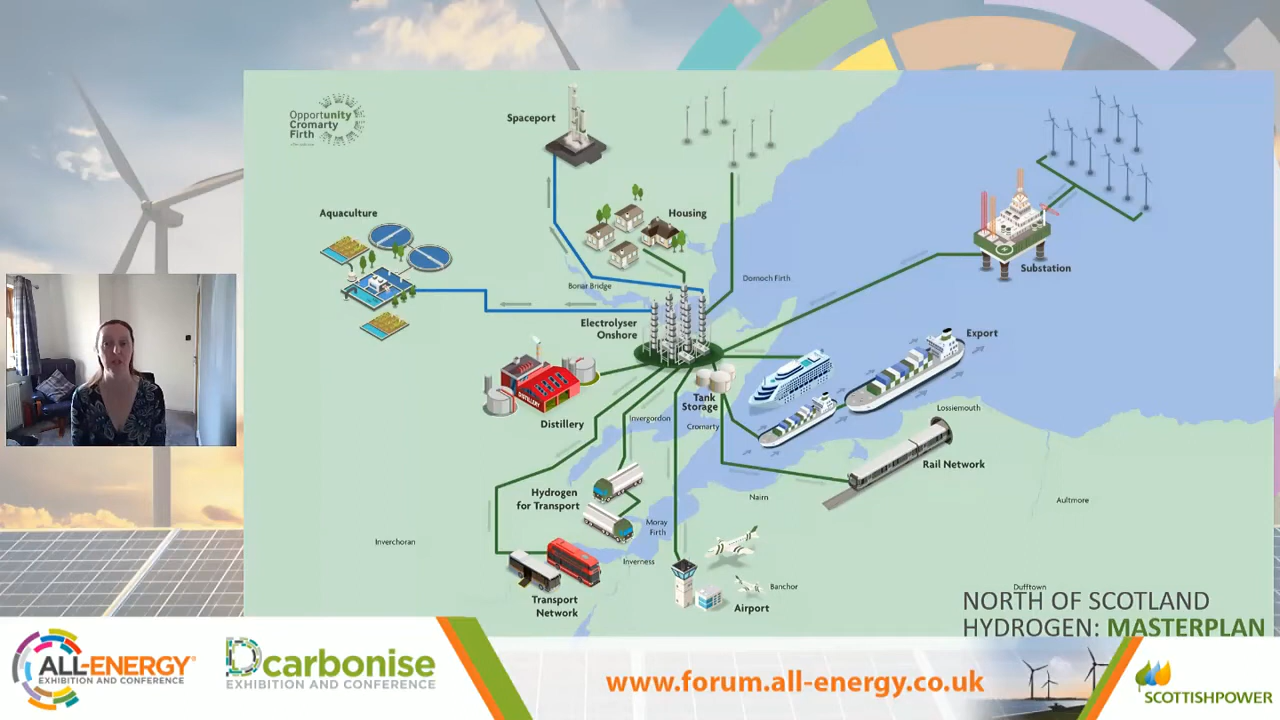 Opportunity
Cromarty
Firth
Spaceport
Aquaculture
Housing
Substation
Bonar Bridge
Dornoch Firth
Electrolyser
Onshore
Export
Distillery
DISTILLERY
Tank
Storage
Invergordon
Cromarty
Lossiemouth
Rail Network
Hydrogen
for Transport
Nairn
Aultmore
Moray
Firth
Inverchoran
Inverness
Banchor
Transport
Network
Airport
Dufftown
NORTH OF SCOTLAND
HYDROGEN: MASTERPLAN
ALL-ENERGY®
EXHIBITION AND CONFERENCE
Dcarbonise
EXHIBITION AND CONFERENCE
www.forum.all-energy.co.uk
SCOTTISHPOWER